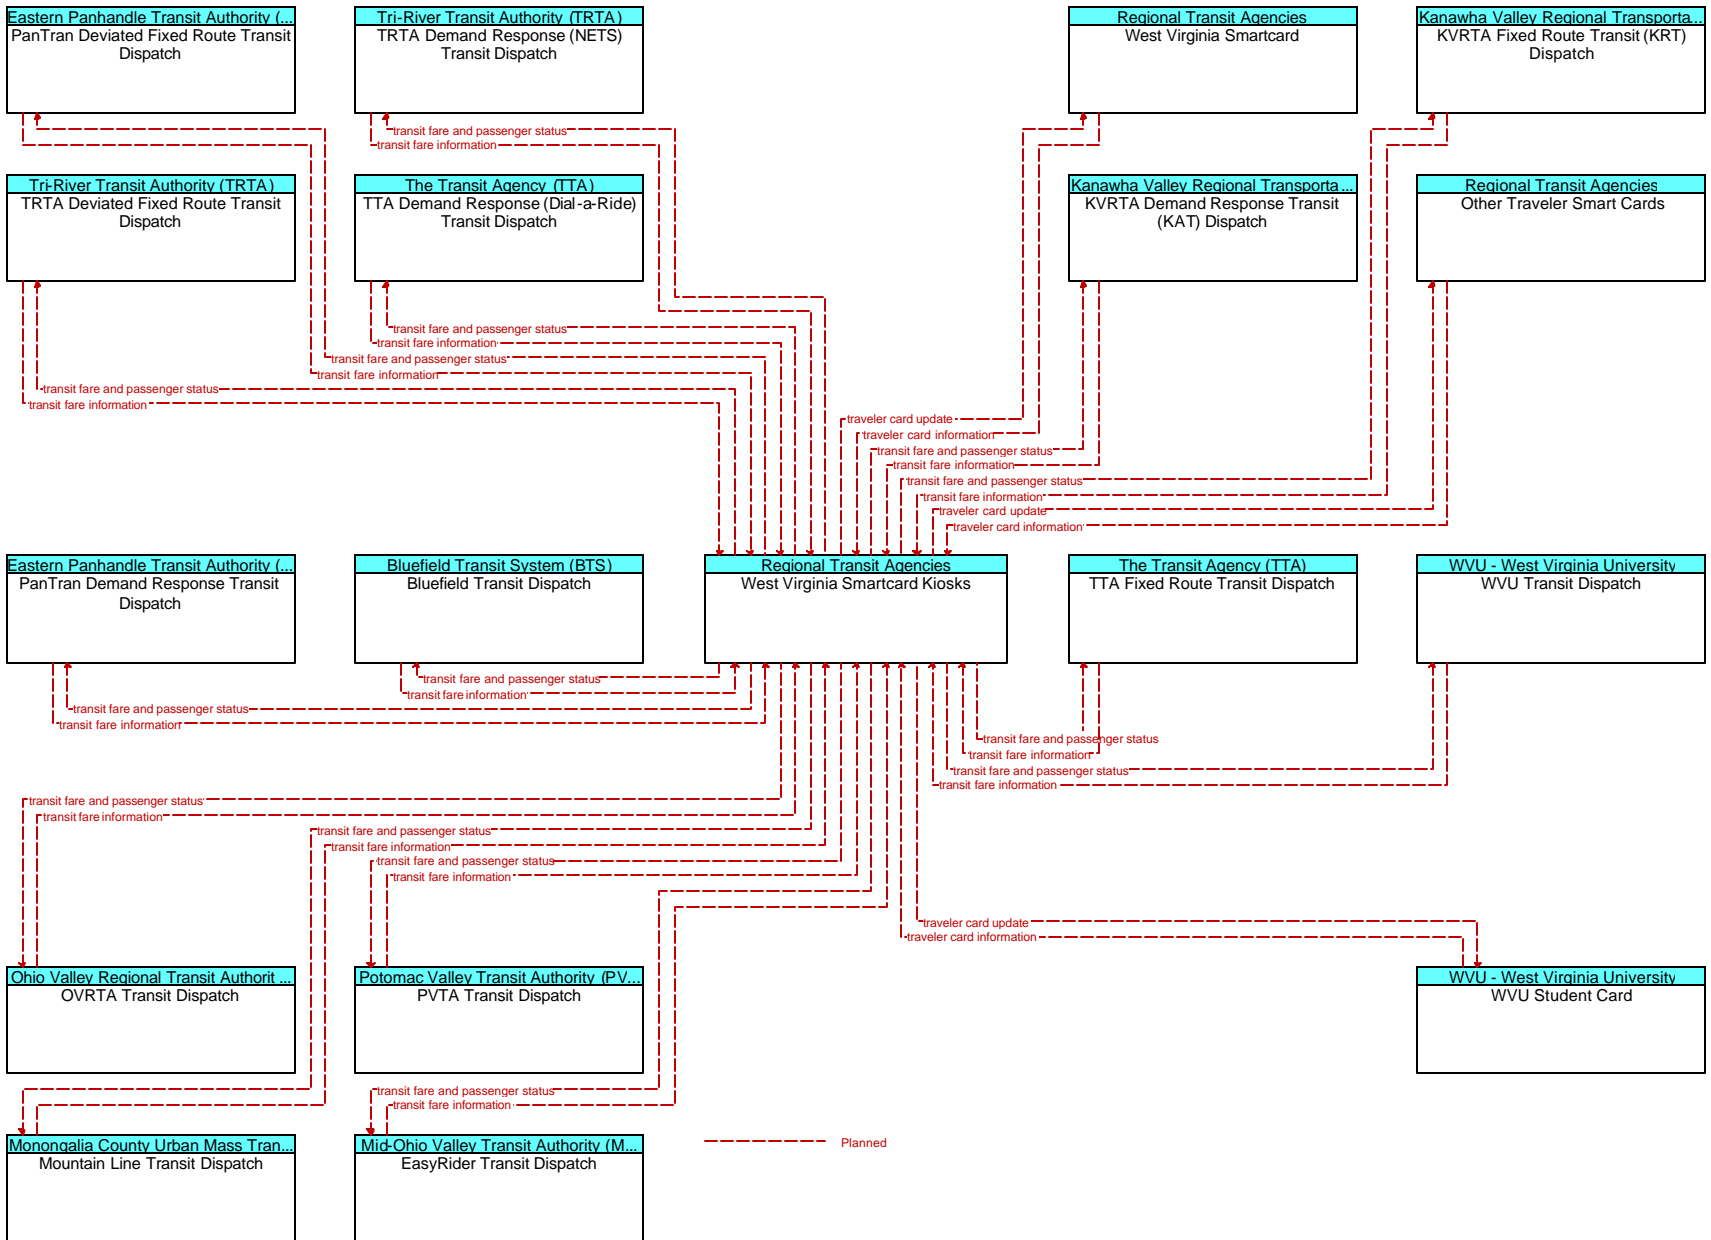 Eastern Panhandle Transit Authority (...
PanTran Deviated Fixed Route Transit
Dispatch
Tri-River Transit Authority (TRTA)
TRTA Demand Response (NETS)
Transit Dispatch
Regional Transit Agencies
West Virginia Smartcard
Kanawha Valley Regional Transporta...
KVRTA Fixed Route Transit (KRT)
Dispatch
transit fare and passenger status
transit fare information
Tri-River Transit Authority (TRTA)
TRTA Deviated Fixed Route Transit
Dispatch
The Transit Agency (TTA)
TTA Demand Response (Dial-a-Ride)
Transit Dispatch
Kanawha Valley Regional Transporta ...
KVRTA Demand Response Transit
(KAT) Dispatch
Regional Transit Agencies
Other Traveler Smart Cards
transit fare and passenger status
transit fare information
transit fare and passenger status
transit fare information
transit fare and passenger status
transit fare information
traveler card update
traveler card information
transit fare and passenger status
transit fare information
transit fare and passenger status
transit fare information
traveler card update
traveler card information
Eastern Panhandle Transit Authority (...
PanTran Demand Response Transit
Dispatch
Bluefield Transit System (BTS)
Bluefield Transit Dispatch
Regional Transit Agencies
West Virginia Smartcard Kiosks
The Transit Agency (TTA)
TTA Fixed Route Transit Dispatch
WVU - West Virginia University
WVU Transit Dispatch
transit fare and passenger status
transit fare information
transit fare and passenger status
transit fare information
transit fare and passenger status
transit fare information
transit fare and passenger status
transit fare information
transit fare and passenger status
transit fare information
transit fare and passenger status
transit fare information
transit fare and passenger status
transit fare information
traveler card update
traveler card information
Ohio Valley Regional Transit Authorit ...
OVRTA Transit Dispatch
Potomac Valley Transit Authority (PV...
PVTA Transit Dispatch
WVU - West Virginia University
WVU Student Card
transit fare and passenger status
transit fare information
Monongalia County Urban Mass Tran...
Mountain Line Transit Dispatch
Mid-Ohio Valley Transit Authority (M...
EasyRider Transit Dispatch
Planned